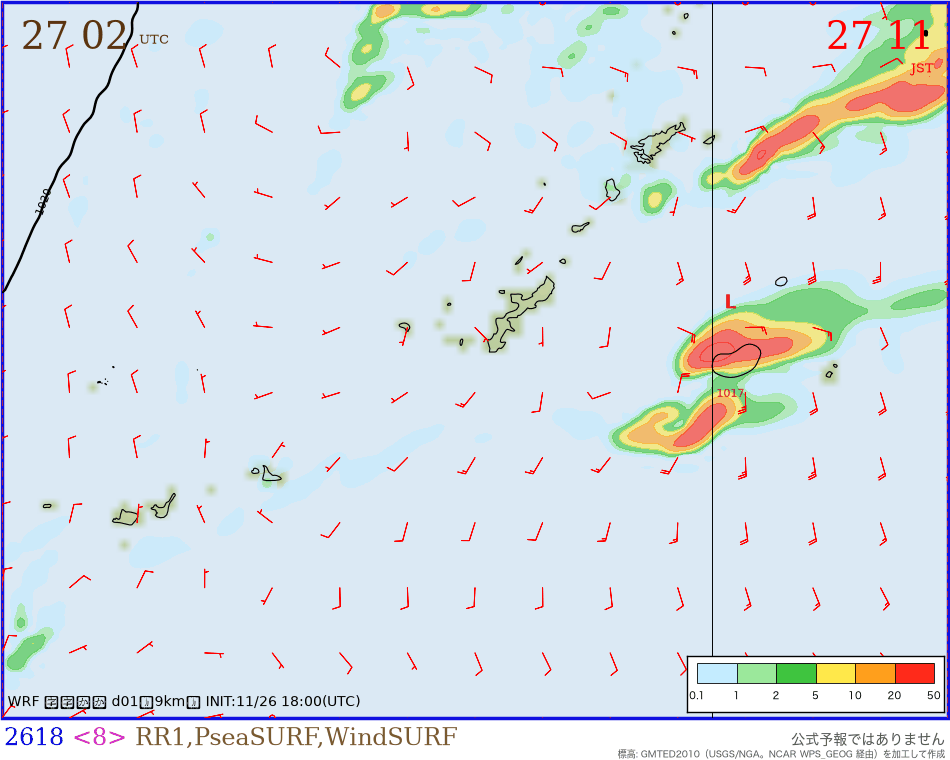 27 02 UTC
27 11
JST
1020
L
1017
WRF d01 9km INIT:11/26 18:00(UTC)
0.1 1 2 5 10 20 50
2618 <8> RR1,PseaSURF,WindSURF
公式予報ではありません
標高: GMTED2010（USGS/NGA。NCAR WPS_GEOG 経由）を加工して作成